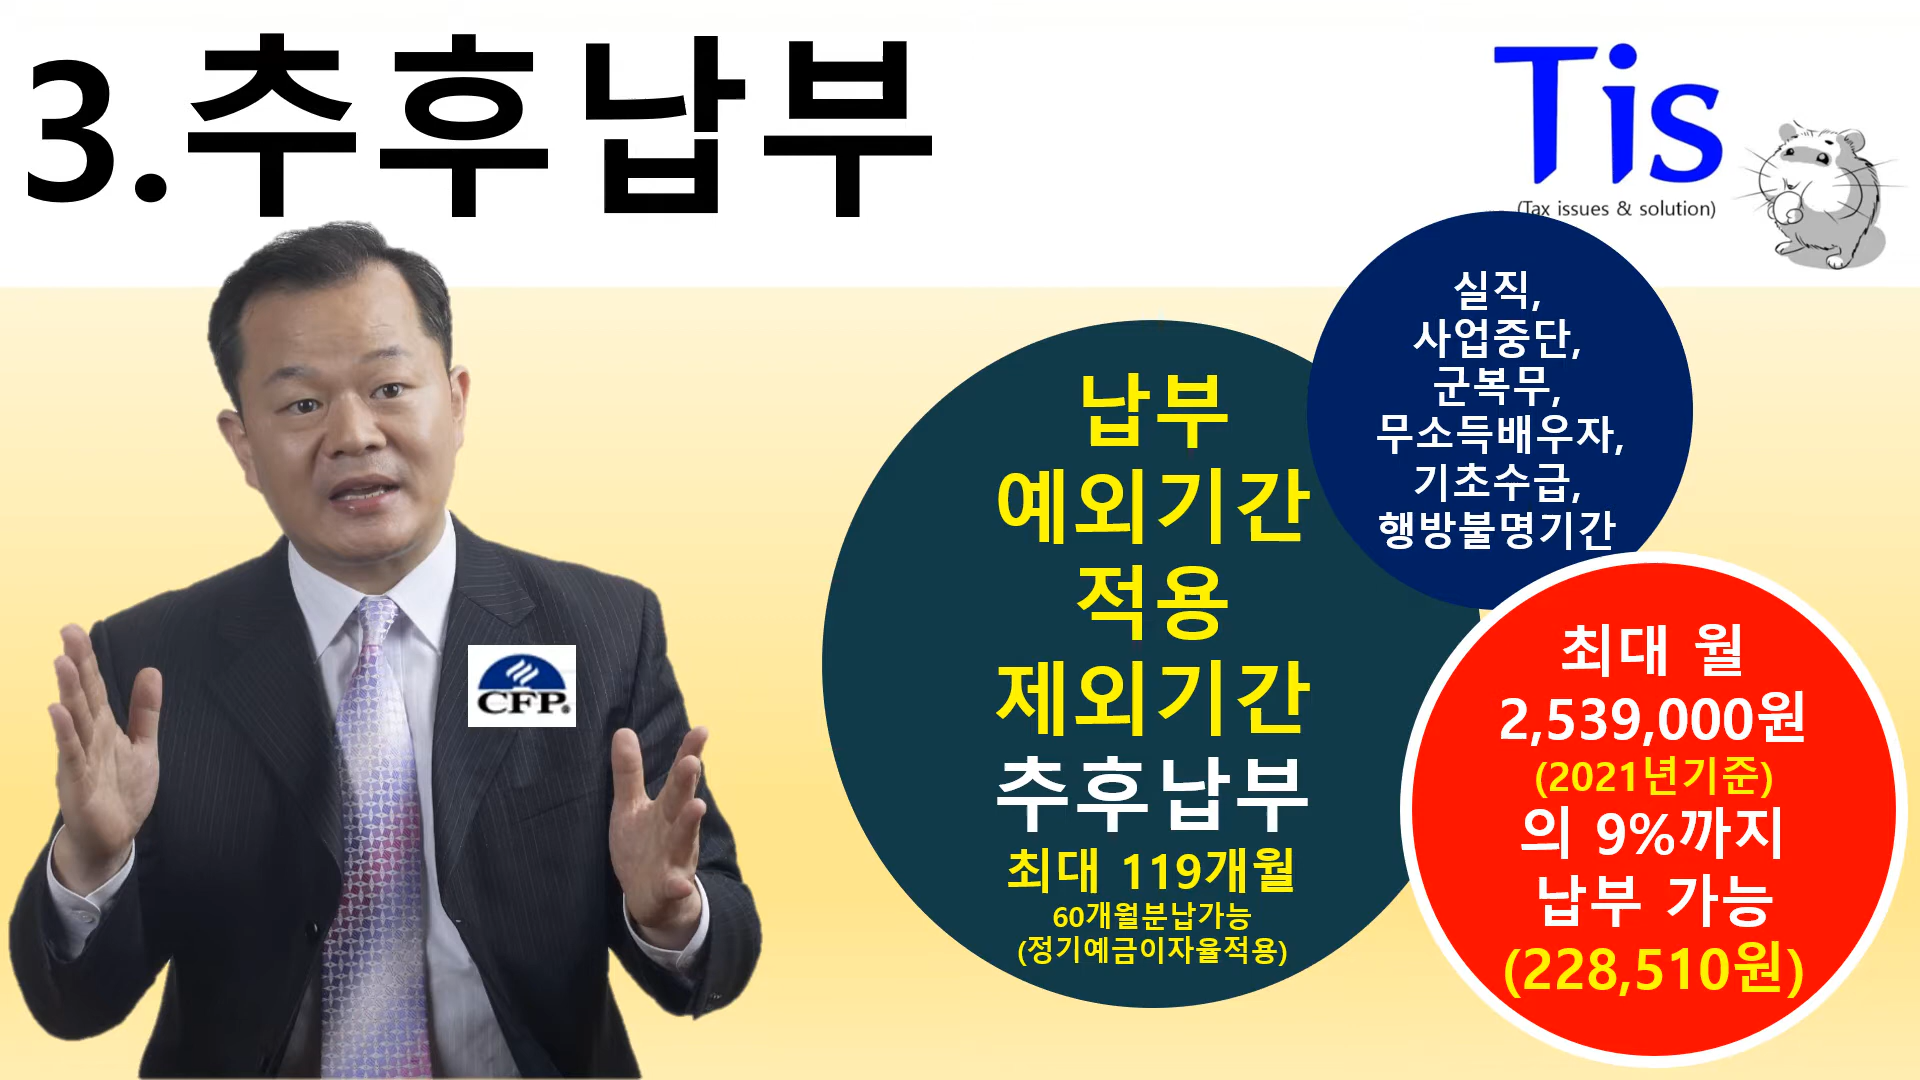 3.추후납부
Tis
(Tax issues & solution)
실직,
사업중단,
군복무,
무소득배우자,
기초수급,
행방불명기간
납부
예외기간
적용
제외기간
추후납부
최대 119개월
60개월분납가능
(정기예금이자율적용)
최대 월
2,539,000원
(2021년기준)
의 9%까지
납부 가능
(228,510원)
CFP®